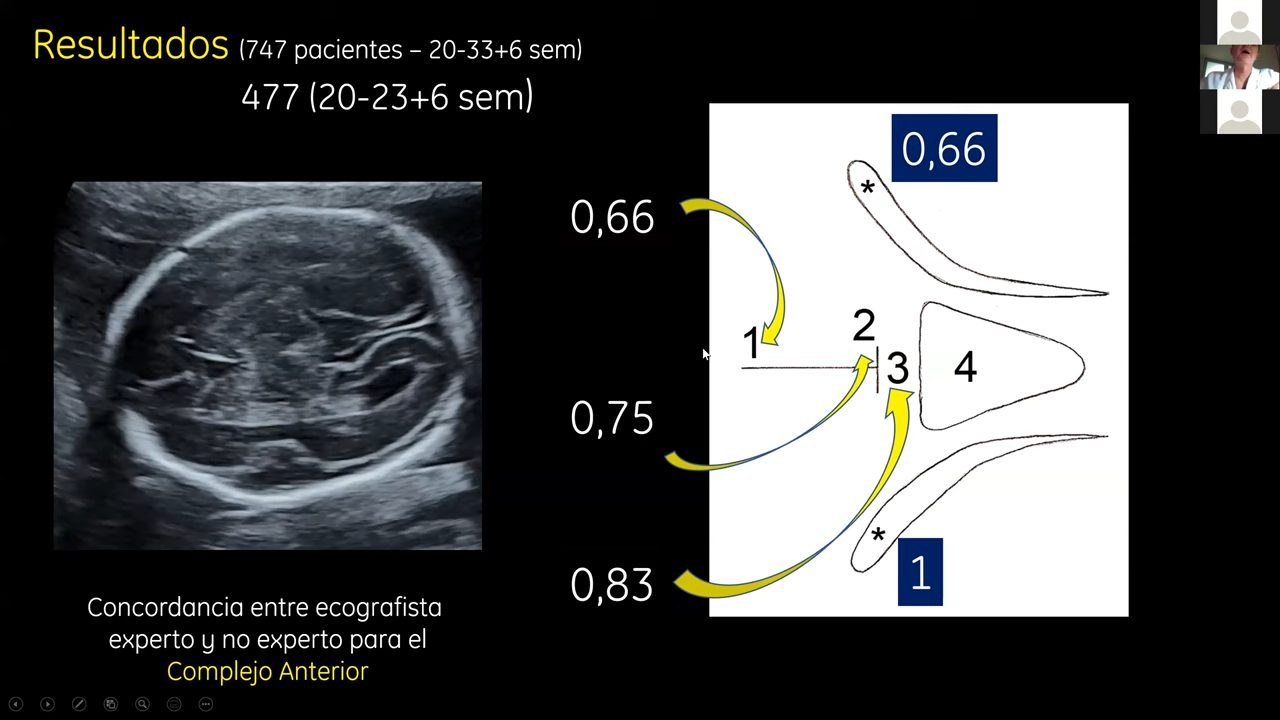 Resultados (747 pacientes – 20-33+6 sem)
477 (20-23+6 sem)
0,66
0,75
0,83
0,66
*
1
2
3
4
*
1
Concordancia entre ecografista
experto y no experto para el
Complejo Anterior